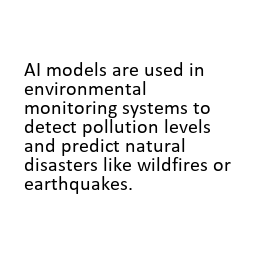 AI models are used in
environmental
monitoring systems to
detect pollution levels
and predict natural
disasters like wildfires or
earthquakes.